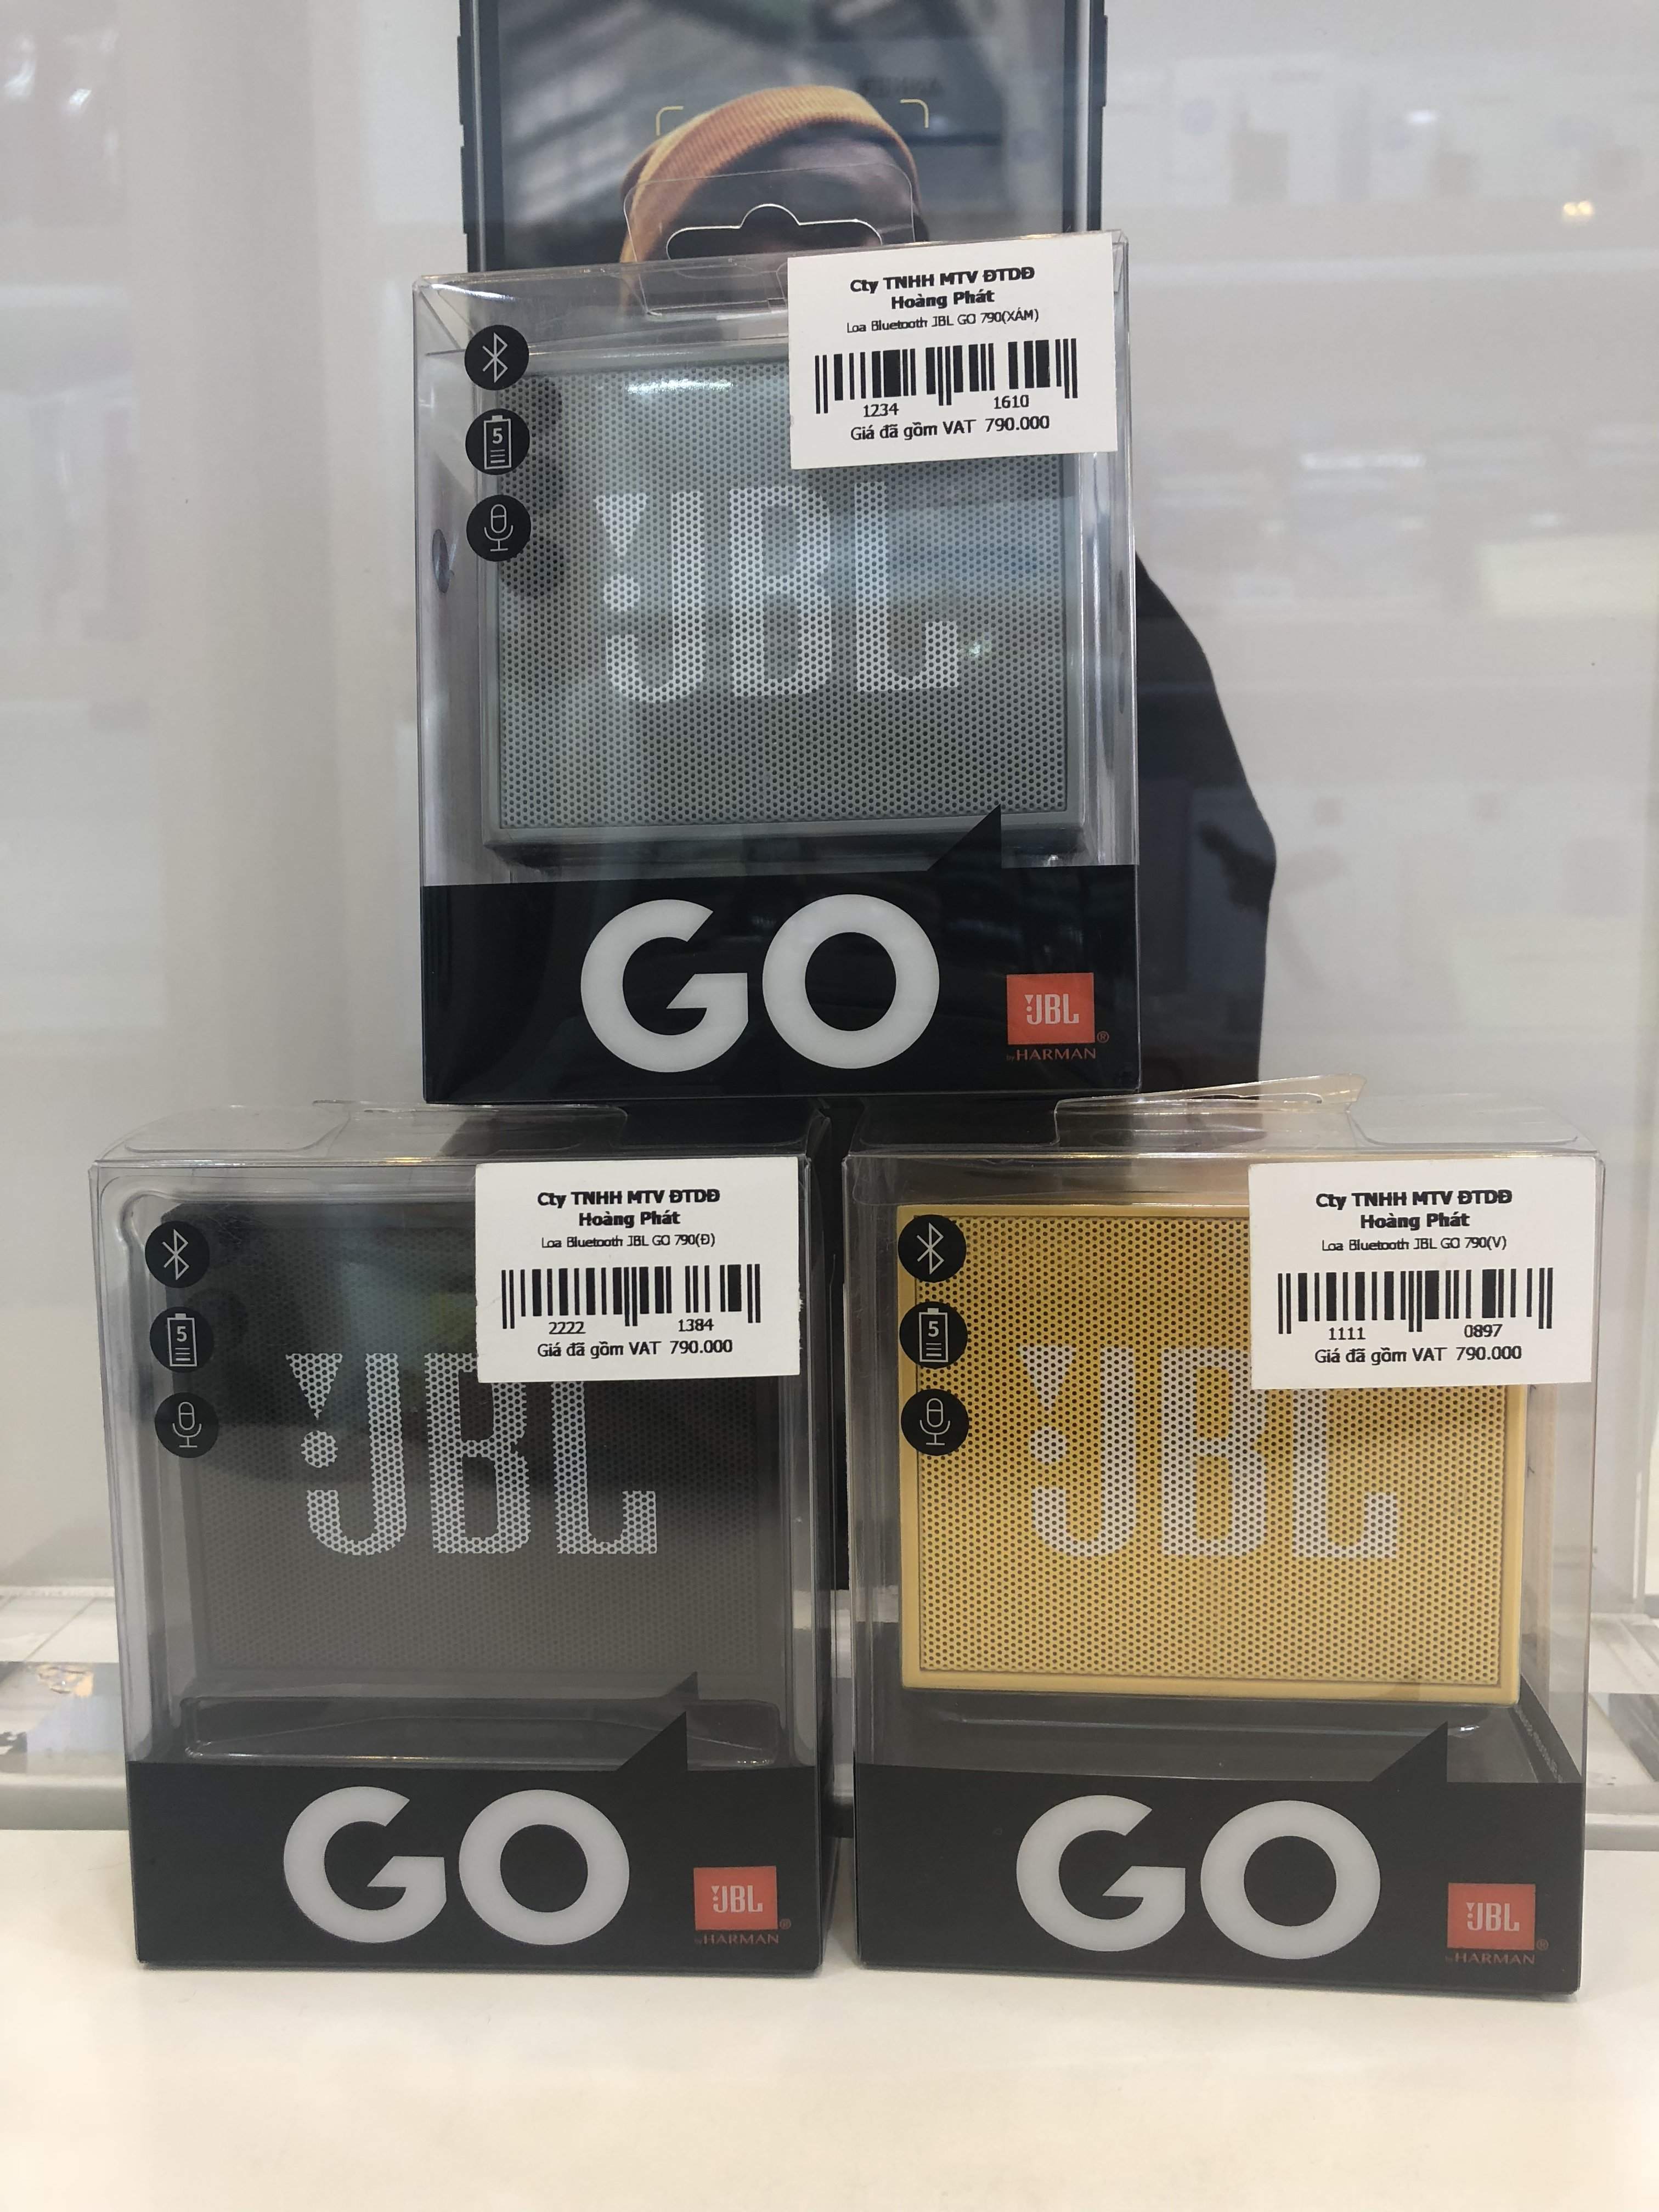 Cty TNHH MTV ĐTDĐ
Hoàng Phát
Loa Bluetooth JBL GO 790(XÁM)
1234 1610
Giá đã gồm VAT 790.000
5
JBL
GO
JBL®
by HARMAN
Cty TNHH MTV ĐTDĐ
Hoàng Phát
Loa Bluetooth JBL GO 790(Đ)
2222 1384
Giá đã gồm VAT 790.000
5
JBL
GO
JBL®
by HARMAN
Cty TNHH MTV ĐTDĐ
Hoàng Phát
Loa Bluetooth JBL GO 790(V)
1111 0897
Giá đã gồm VAT 790.000
5
JBL
GO
JBL®
by HARMAN